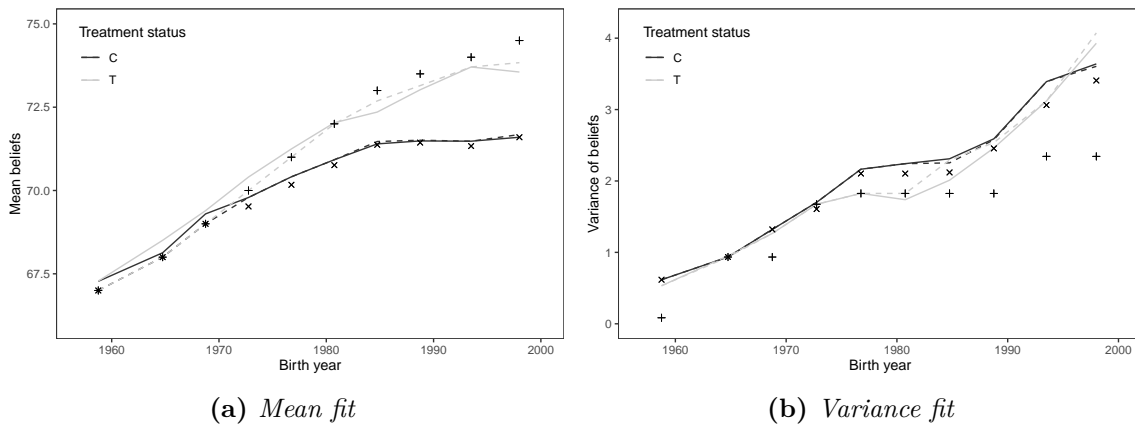 75.0
72.5
70.0
67.5
Mean beliefs
Treatment status
C
T
1960 1970 1980 1990 2000
Birth year
(a) Mean fit
4
3
2
1
0
Variance of beliefs
Treatment status
C
T
1960 1970 1980 1990 2000
Birth year
(b) Variance fit